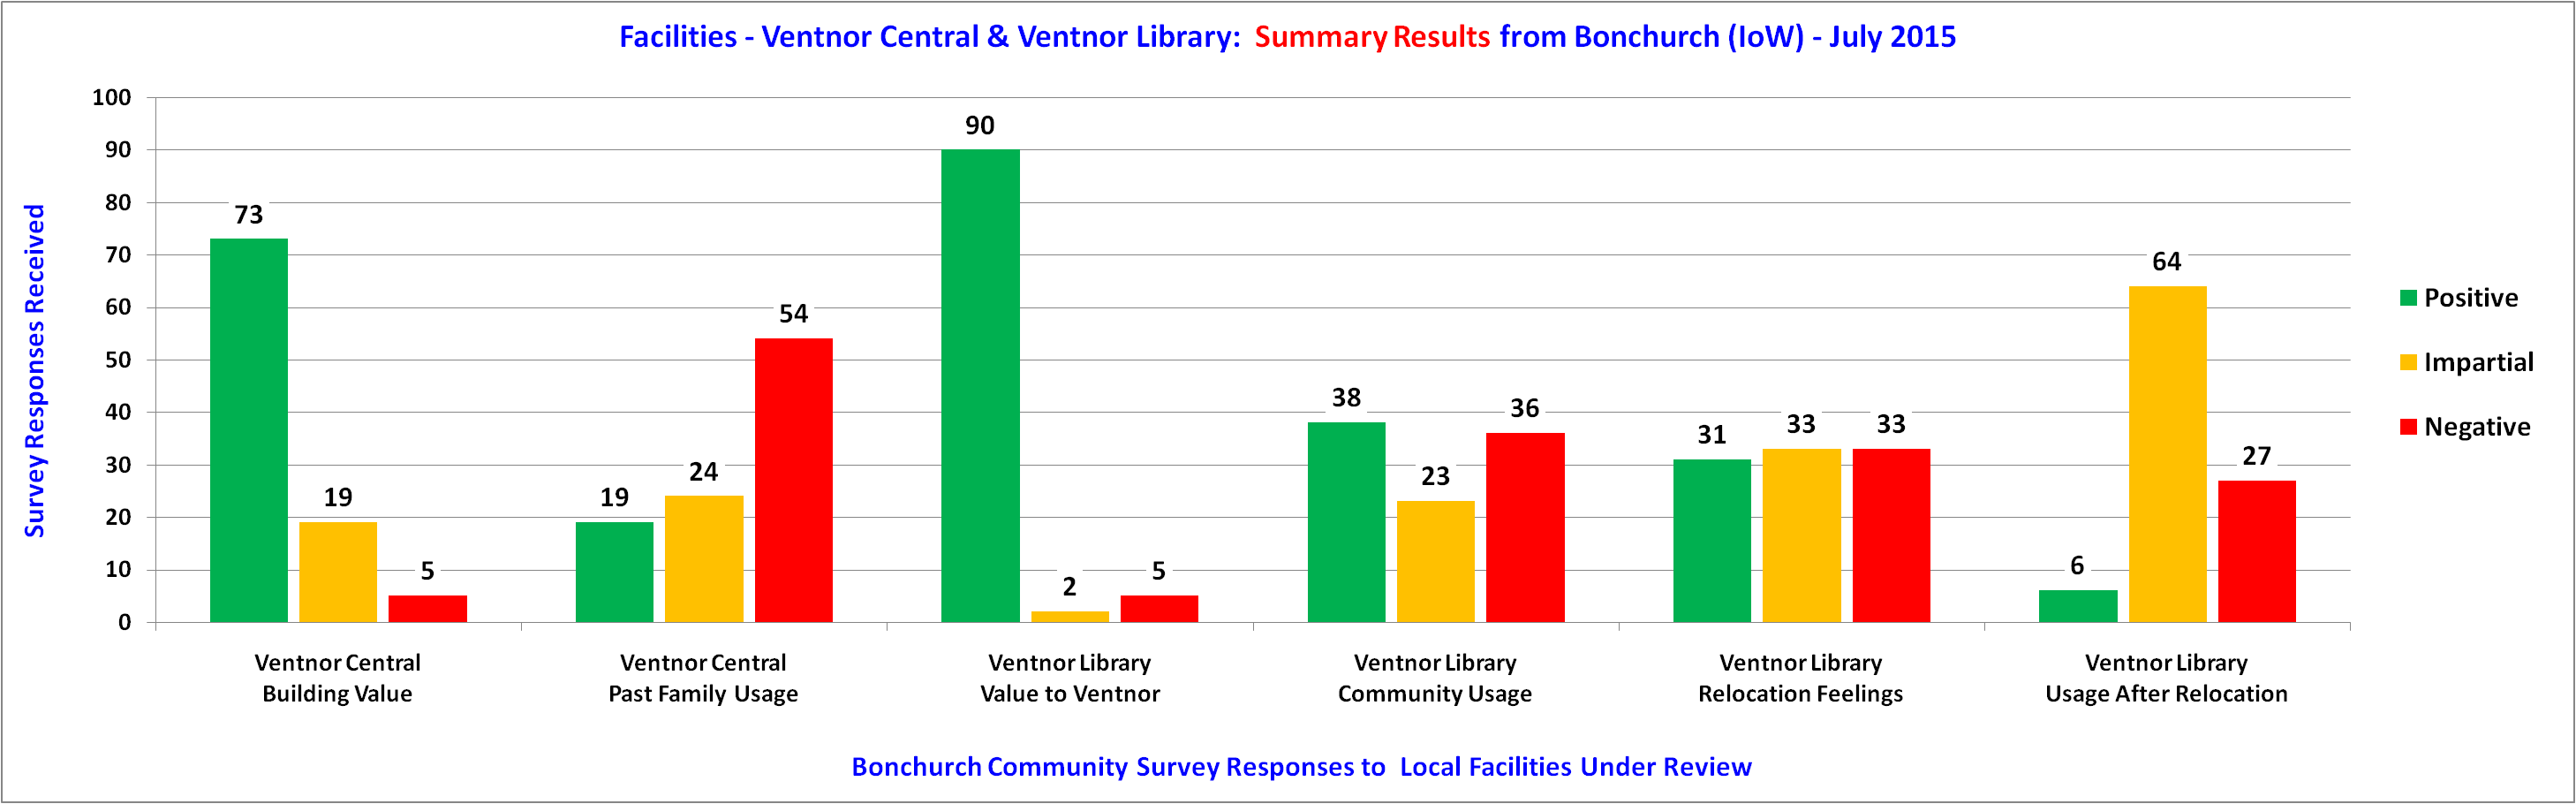 Facilities - Ventnor Central & Ventnor Library: Summary Results from Bonchurch (IoW) - July 2015
Survey Responses Received
100
90
80
70
60
50
40
30
20
10
0
73
19
5
19
24
54
90
2
5
38
23
36
31
33
33
6
64
27
Ventnor Central
Building Value
Ventnor Central
Past Family Usage
Ventnor Library
Value to Ventnor
Ventnor Library
Community Usage
Ventnor Library
Relocation Feelings
Ventnor Library
Usage After Relocation
Positive
Impartial
Negative
Bonchurch Community Survey Responses to Local Facilities Under Review